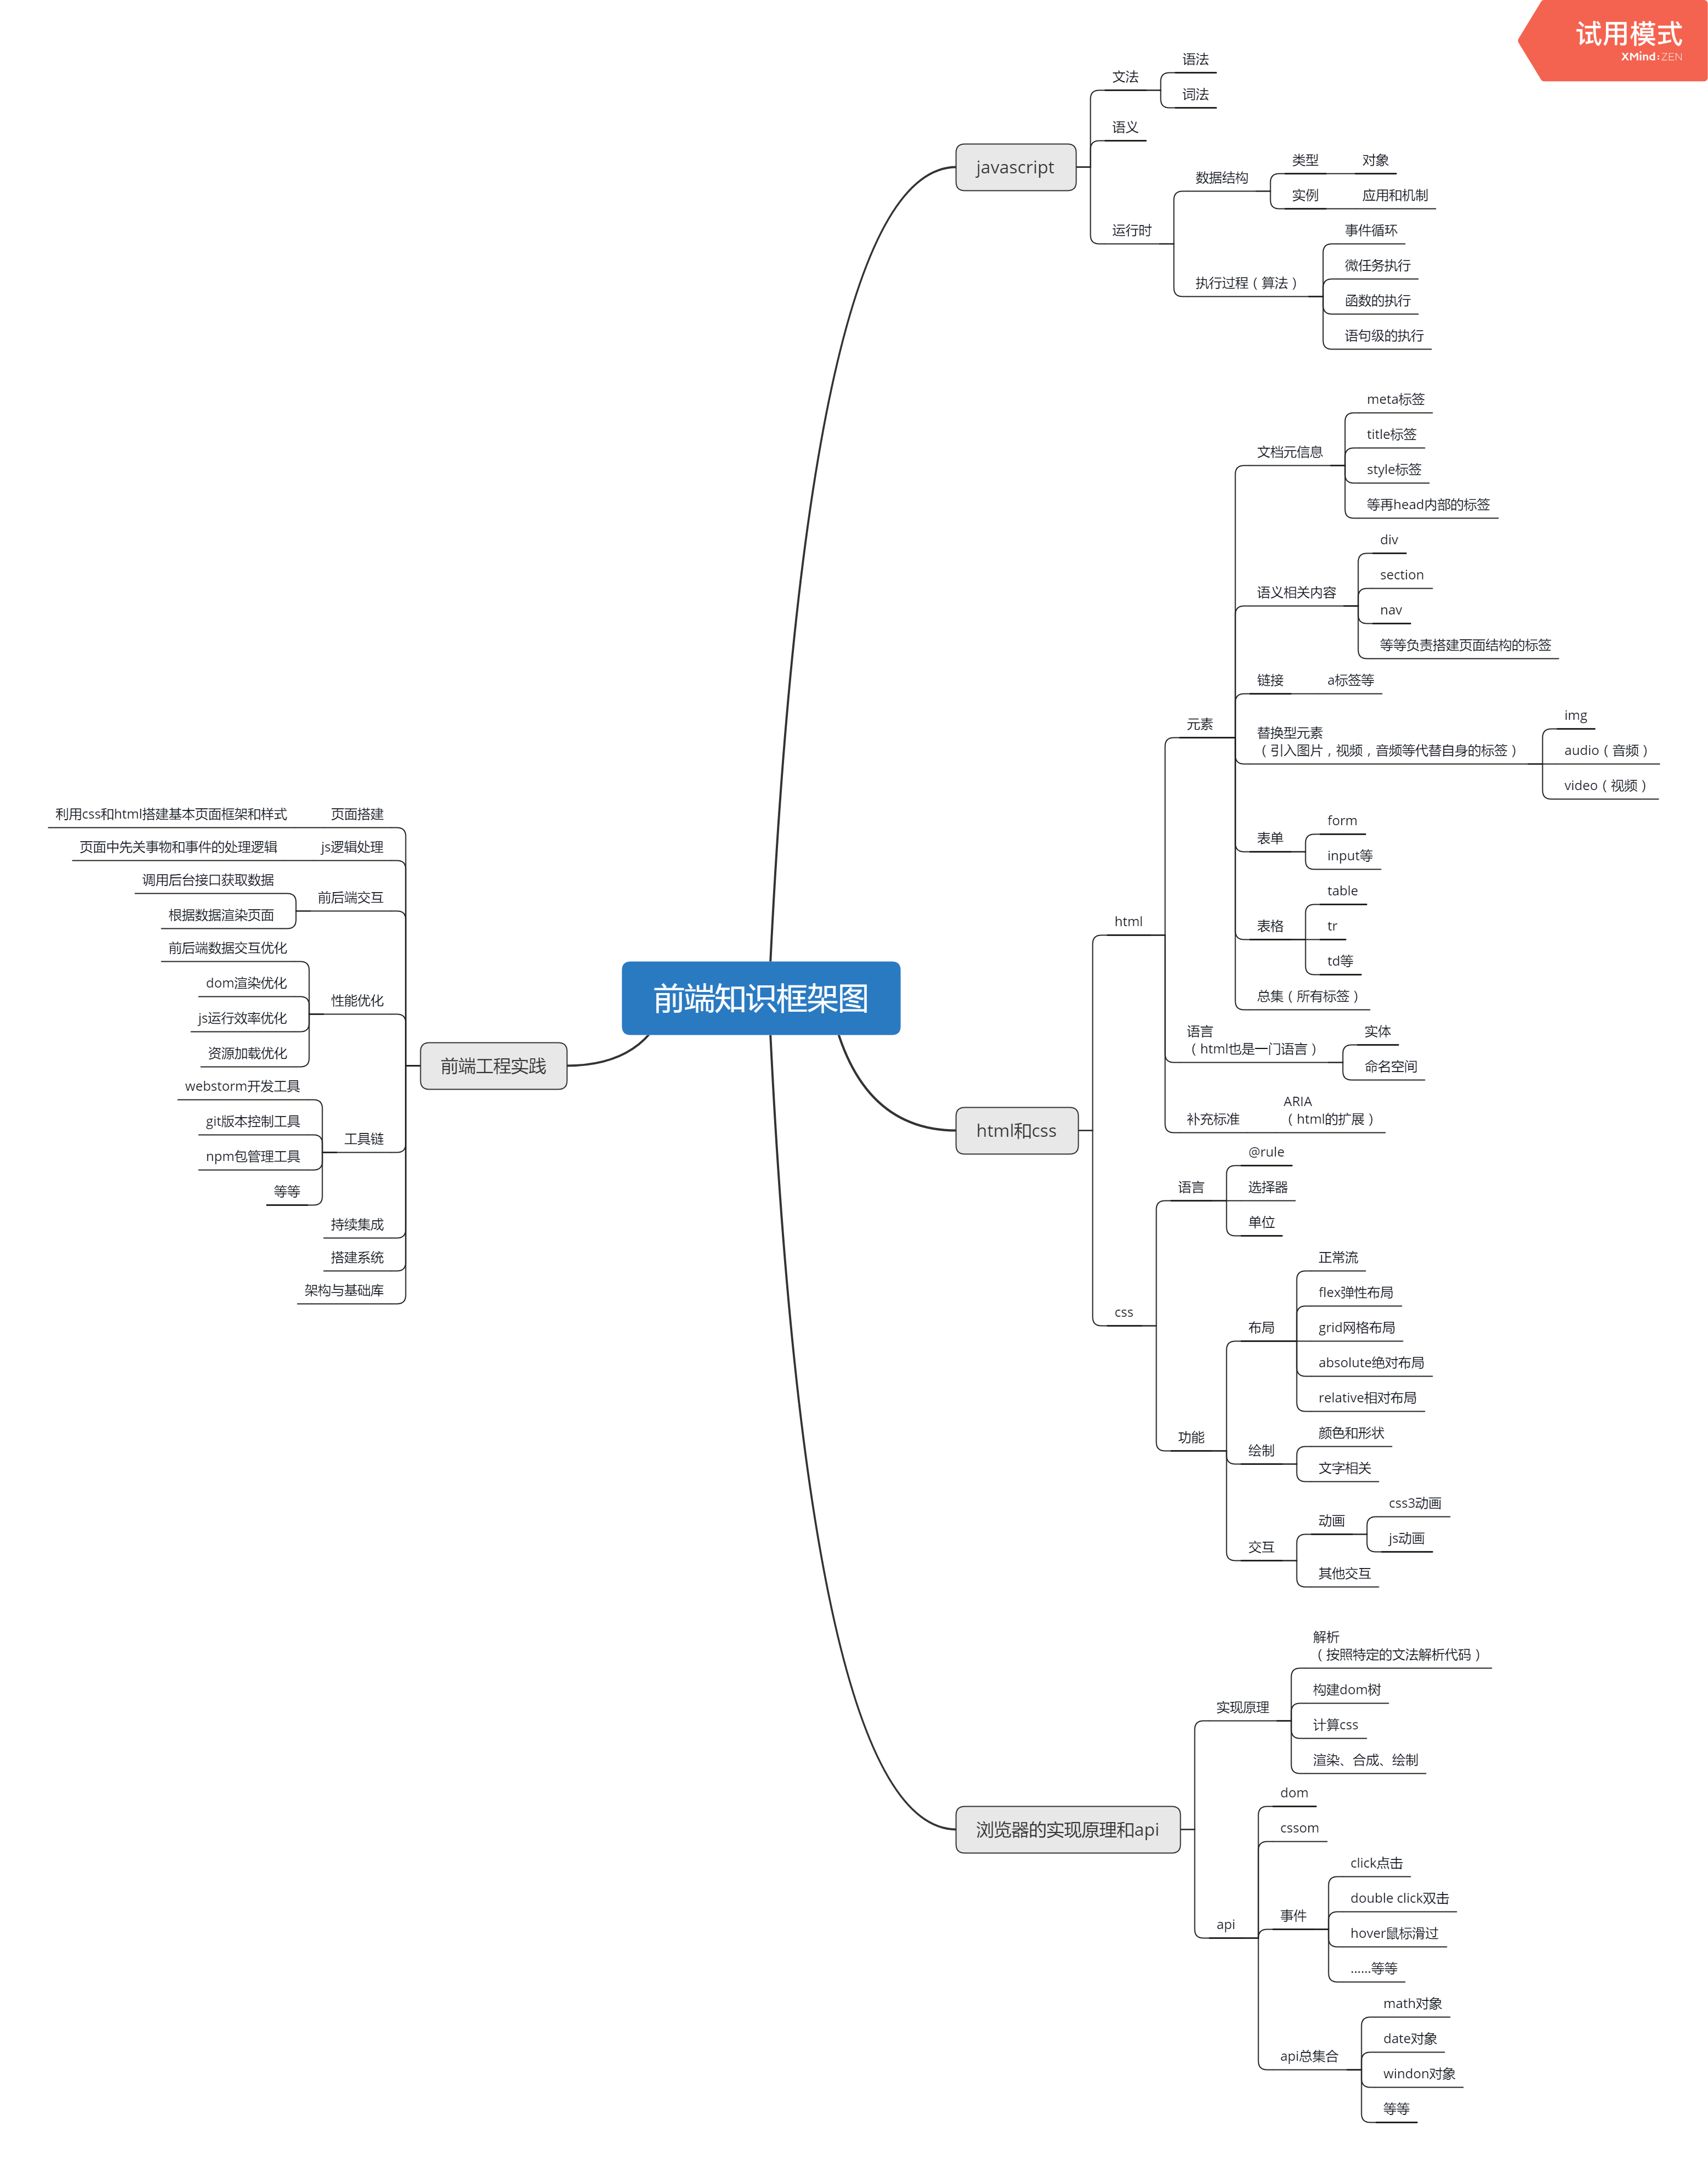 试用模式
XMind:ZEN
前端知识框架图
javascript
文法
语法
词法
语义
运行时
数据结构
类型
对象
实例
应用和机制
执行过程（算法）
事件循环
微任务执行
函数的执行
语句级的执行
html和css
html
元素
文档元信息
meta标签
title标签
style标签
等再head内部的标签
语义相关内容
div
section
nav
等等负责搭建页面结构的标签
链接
a标签等
替换型元素
（引入图片，视频，音频等代替自身的标签）
img
audio（音频）
video（视频）
表单
form
input等
表格
table
tr
td等
总集（所有标签）
语言
（html也是一门语言）
实体
命名空间
补充标准
ARIA
（html的扩展）
css
语言
@rule
选择器
单位
功能
布局
正常流
flex弹性布局
grid网格布局
absolute绝对布局
relative相对布局
绘制
颜色和形状
文字相关
交互
动画
css3动画
js动画
其他交互
浏览器的实现原理和api
实现原理
解析
（按照特定的文法解析代码）
构建dom树
计算css
渲染、合成、绘制
api
dom
cssom
事件
click点击
double click双击
hover鼠标滑过
......等等
api总集合
math对象
date对象
windon对象
等等
前端工程实践
页面搭建
利用css和html搭建基本页面框架和样式
js逻辑处理
页面中先关事物和事件的处理逻辑
前后端交互
调用后台接口获取数据
根据数据渲染页面
性能优化
前后端数据交互优化
dom渲染优化
js运行效率优化
资源加载优化
工具链
webstorm开发工具
git版本控制工具
npm包管理工具
等等
持续集成
搭建系统
架构与基础库